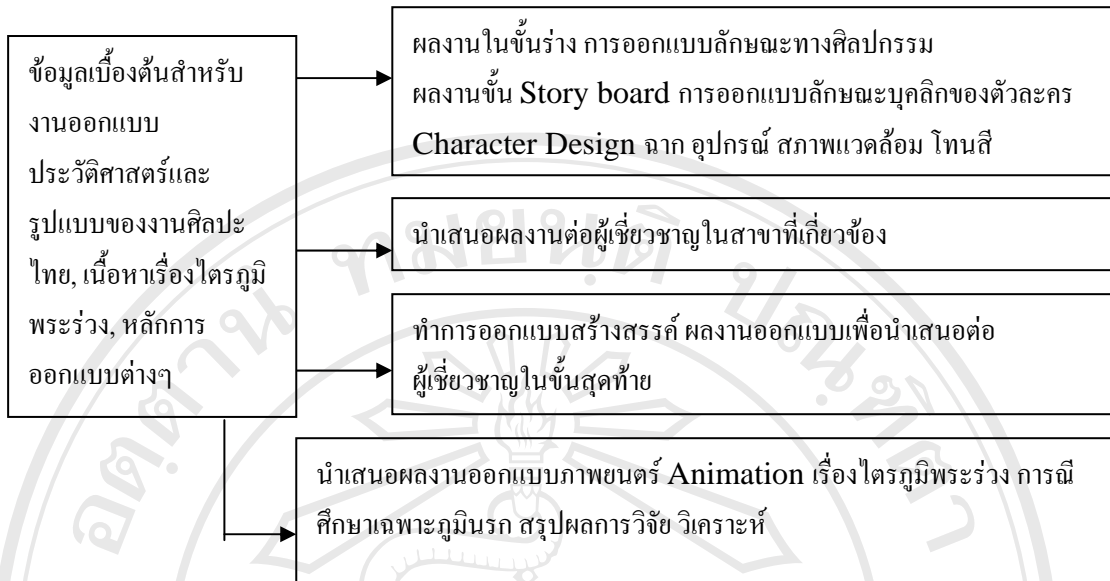 ข้อมูลเบื้องต้นสำหรับ
งานออกแบบ
ประวัติศาสตร์และ
รูปแบบของงานศิลปะ
ไทย, เนื้อหาเรื่องไตรภูมิ
พระร่วง, หลักการ
ออกแบบต่างๆ
ผลงานในขั้นร่าง การออกแบบลักษณะทางศิลปกรรม
ผลงานขั้น Story board การออกแบบลักษณะบุคลิกของตัวละคร
Character Design ฉาก อุปกรณ์ สภาพแวดล้อม โทนสี
นำเสนอผลงานต่อผู้เชี่ยวชาญในสาขาที่เกี่ยวข้อง
ทำการออกแบบสร้างสรรค์ ผลงานออกแบบเพื่อนำเสนอต่อ
ผู้เชี่ยวชาญในขั้นสุดท้าย
นำเสนอผลงานออกแบบภาพยนตร์ Animation เรื่องไตรภูมิพระร่วง การณี
ศึกษาเฉพาะภูมินรก สรุปผลการวิจัย วิเคราะห์
อตฺตานํ ทมยนฺติ ปณฺฑิตา